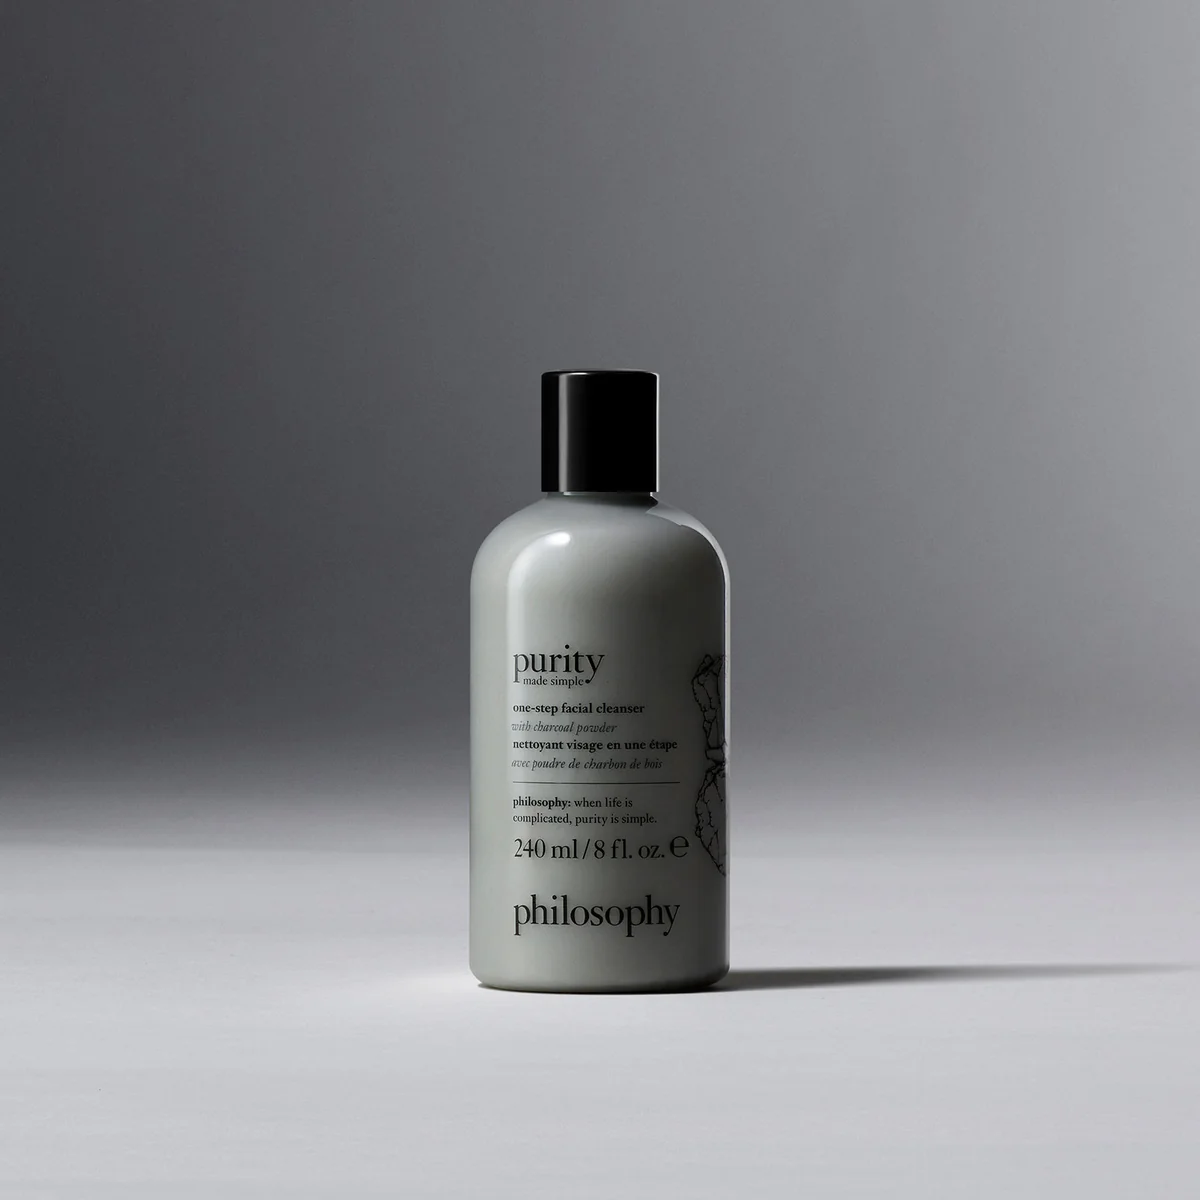 purity
made simple
one-step facial cleanser
with charcoal powder
nettoyant visage en une étape
avec poudre de charbon de bois
philosophy: when life is
complicated, purity is simple.
240 ml/8 fl. oz. ℮
philosophy